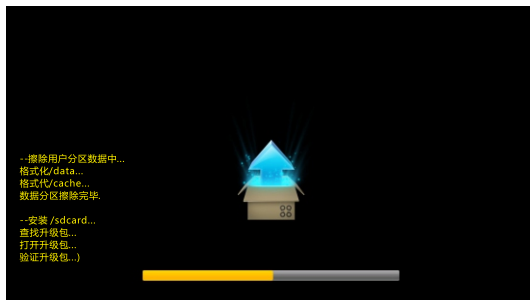 --擦除用户分区数据中...
格式化/data...
格式代/cache...
数据分区擦除完毕.
--安装 /sdcard...
查找升级包...
打开升级包...
验证升级包...)